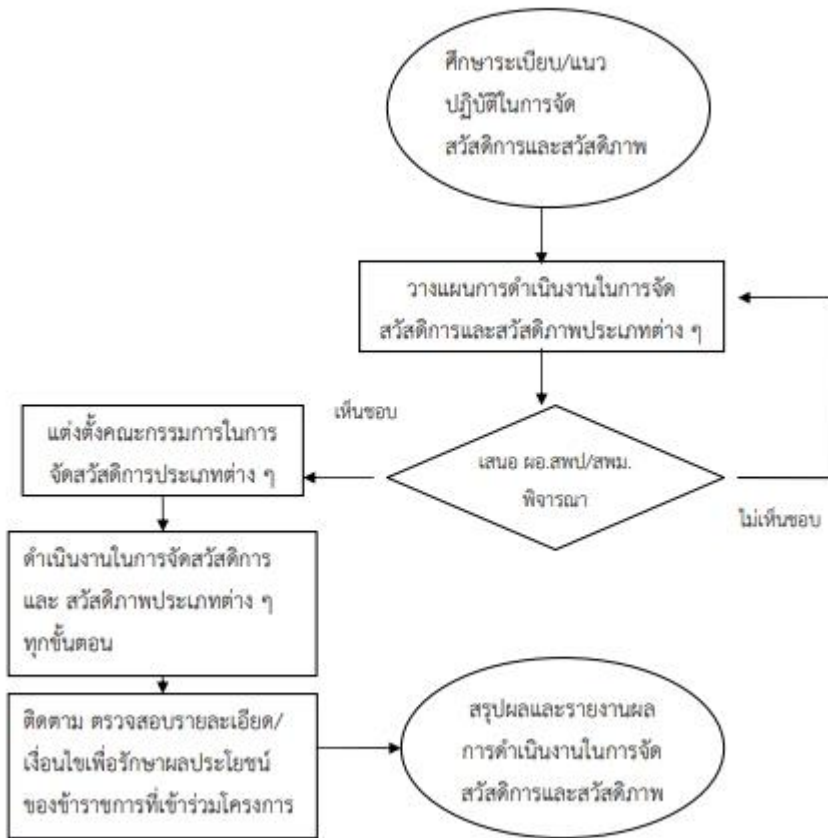 ศึกษาระเบียบ/แนว
ปฏิบัติในการจัด
สวัสดิการและสวัสดิภาพ
วางแผนการดำเนินงานในการจัด
สวัสดิการและสวัสดิภาพประเภทต่าง ๆ
เสนอ ผอ.สพป/สพม.
พิจารณา
ไม่เห็นชอบ
เห็นชอบ
แต่งตั้งคณะกรรมการในการ
จัดสวัสดิการประเภทต่าง ๆ
ดำเนินงานในการจัดสวัสดิการ
และ สวัสดิภาพประเภทต่าง ๆ
ทุกขั้นตอน
ติดตาม ตรวจสอบรายละเอียด/
เงื่อนไขเพื่อรักษาผลประโยชน์
ของข้าราชการที่เข้าร่วมโครงการ
สรุปผลและรายงานผล
การดำเนินงานในการจัด
สวัสดิการและสวัสดิภาพ